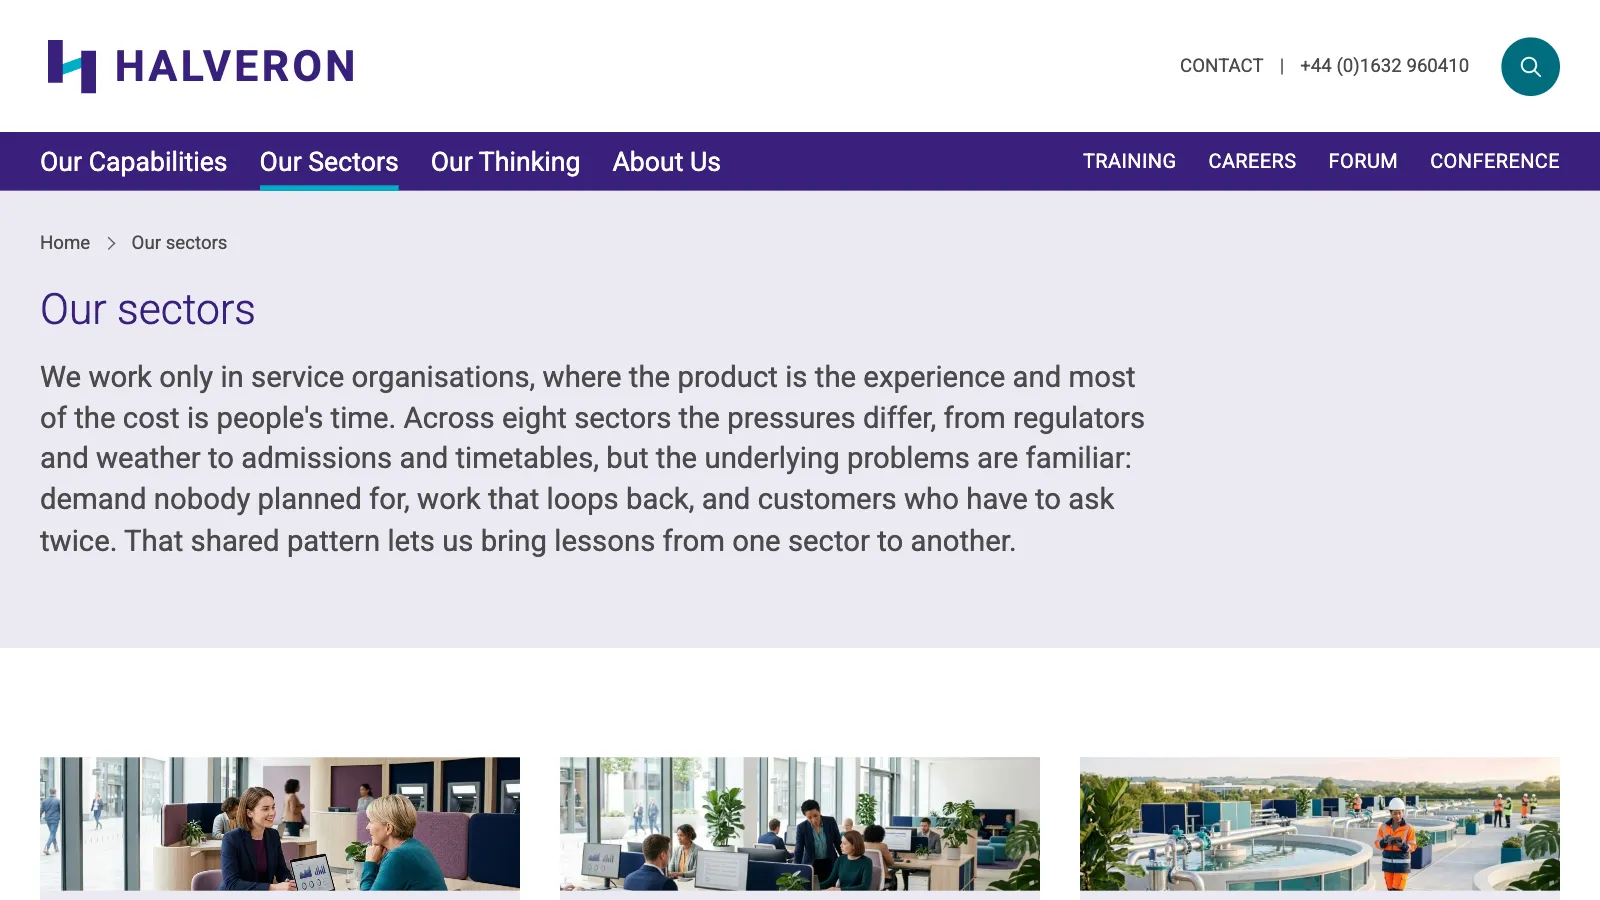 HALVERON
CONTACT | +44 (0)1632 960410
Our Capabilities Our Sectors Our Thinking About Us TRAINING CAREERS FORUM CONFERENCE
Home > Our sectors
Our sectors
We work only in service organisations, where the product is the experience and most
of the cost is people's time. Across eight sectors the pressures differ, from regulators
and weather to admissions and timetables, but the underlying problems are familiar:
demand nobody planned for, work that loops back, and customers who have to ask
twice. That shared pattern lets us bring lessons from one sector to another.